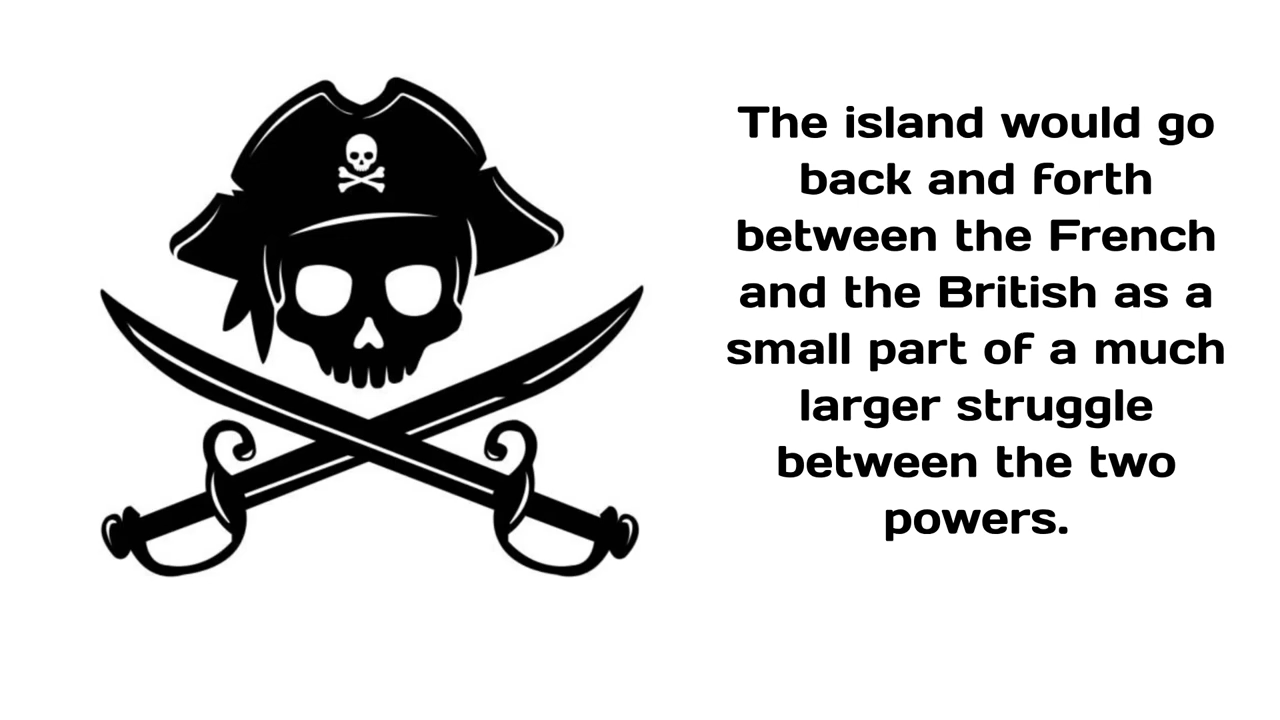 The island would go
back and forth
between the French
and the British as a
small part of a much
larger struggle
between the two
powers.